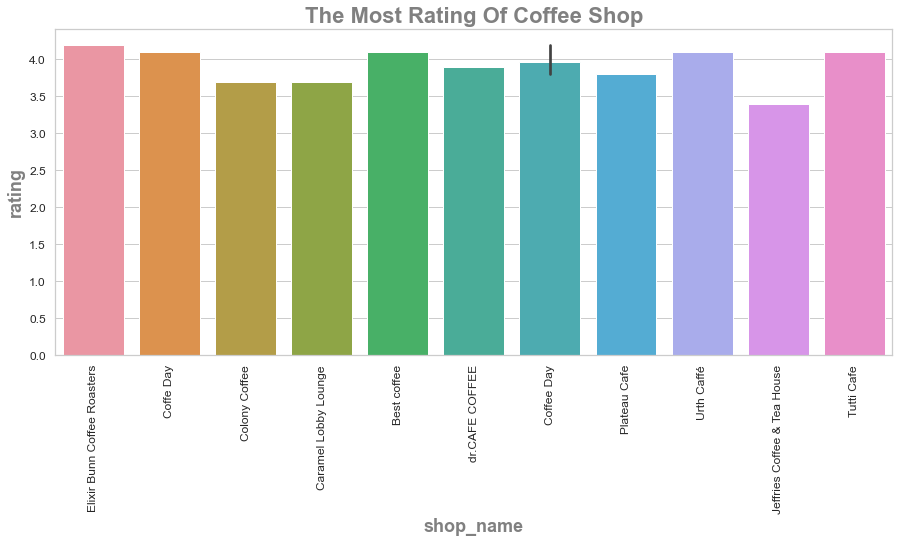 The Most Rating Of Coffee Shop
rating
4.0
3.5
3.0
2.5
2.0
1.5
1.0
0.5
0.0
Elixir Bunn Coffee Roasters
Coffe Day
Colony Coffee
Caramel Lobby Lounge
Best coffee
dr.CAFE COFFEE
Coffee Day
Plateau Cafe
Urth Caffé
Jeffries Coffee & Tea House
Tutti Cafe
shop_name